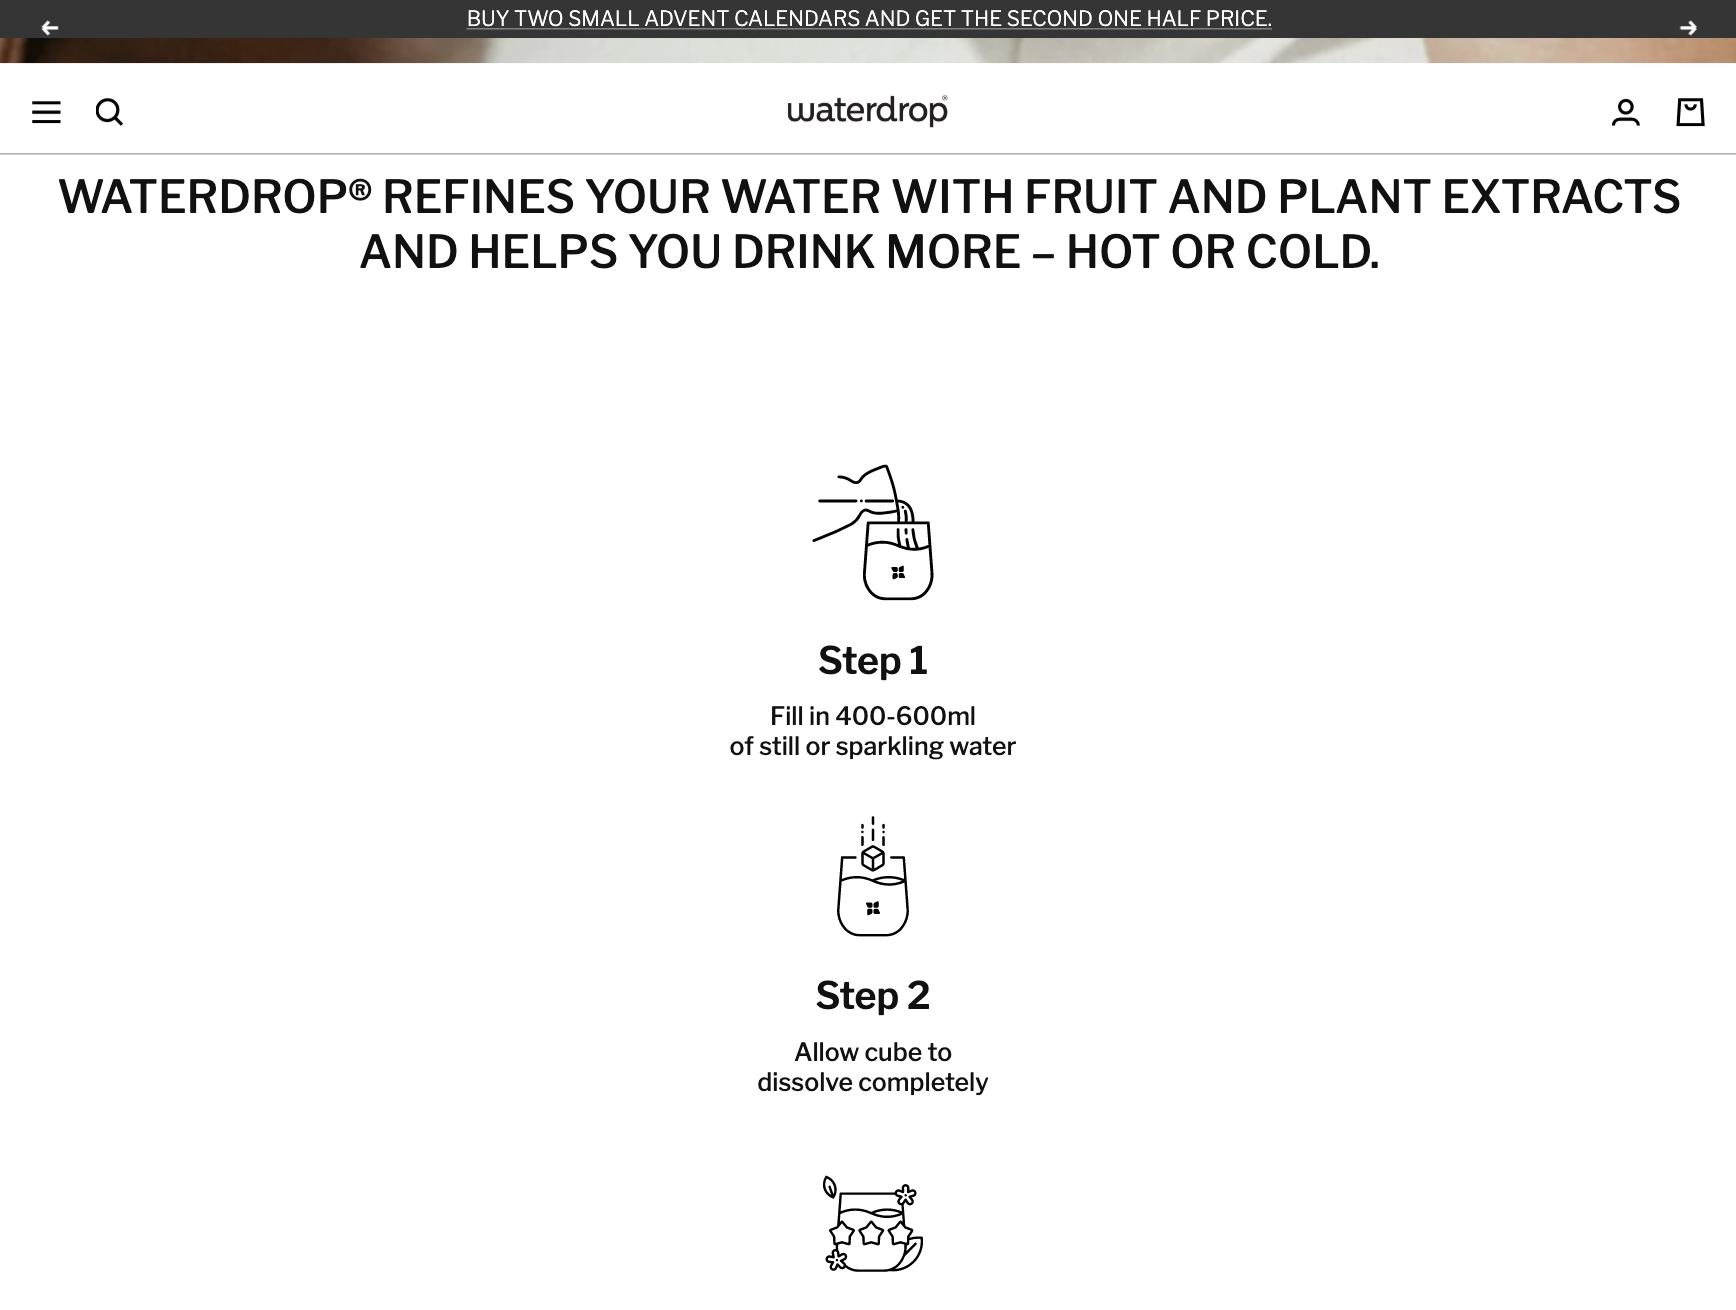 BUY TWO SMALL ADVENT CALENDARS AND GET THE SECOND ONE HALF PRICE.
waterdrop®
WATERDROP® REFINES YOUR WATER WITH FRUIT AND PLANT EXTRACTS
AND HELPS YOU DRINK MORE – HOT OR COLD.
Step 1
Fill in 400-600ml
of still or sparkling water
Step 2
Allow cube to
dissolve completely